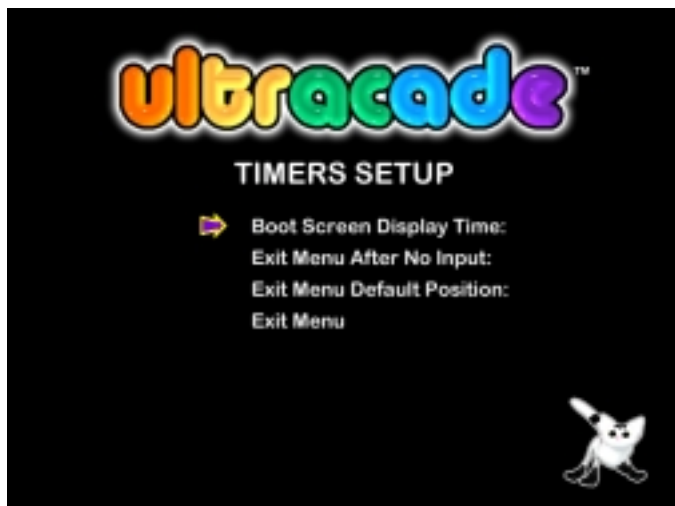 ultracade™
TIMERS SETUP
Boot Screen Display Time:
Exit Menu After No Input:
Exit Menu Default Position:
Exit Menu